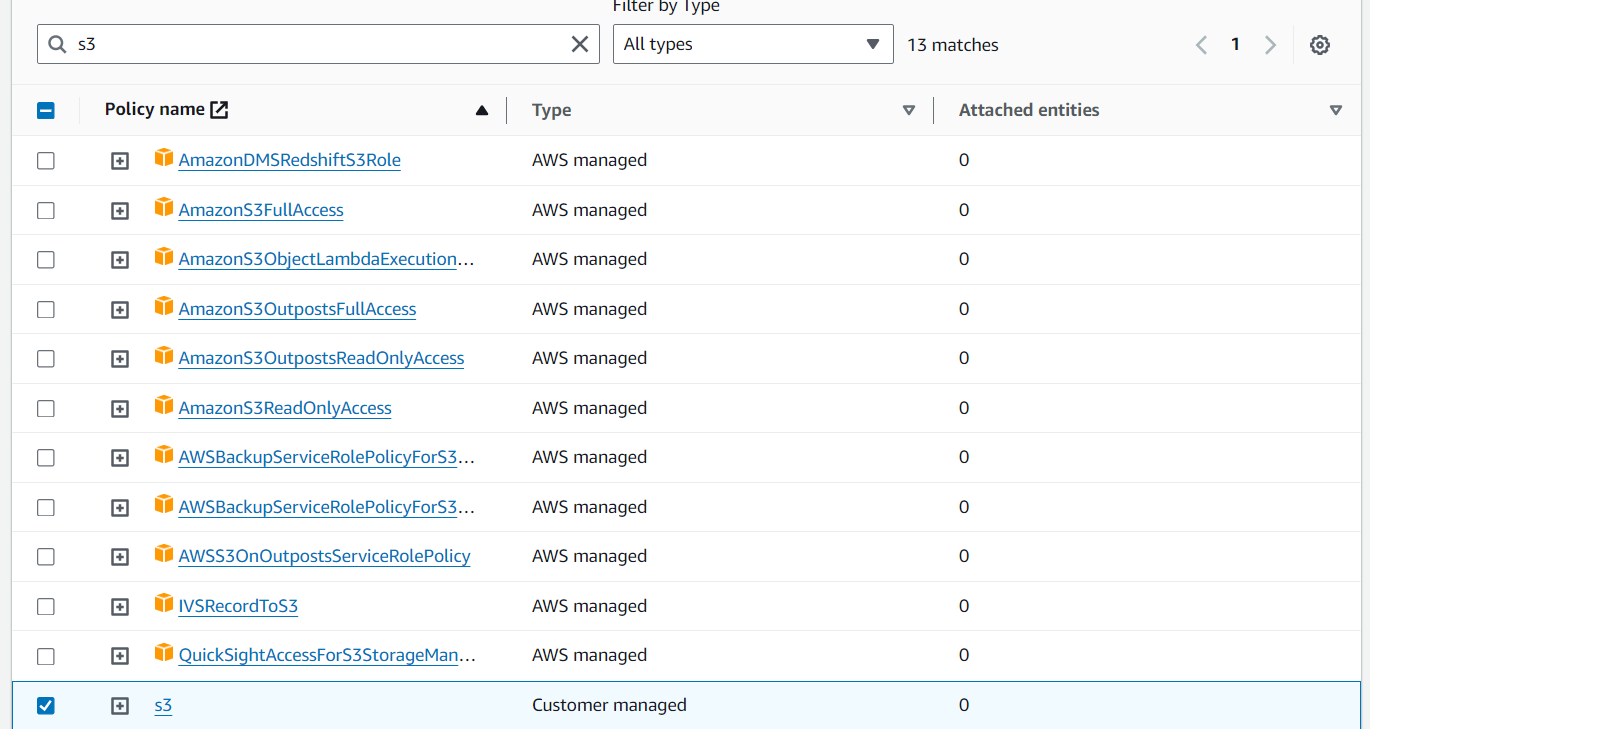 Filter by Type
s3
All types
13 matches
1
Policy name
Type
Attached entities
AmazonDMSRedshiftS3Role AWS managed 0
AmazonS3FullAccess AWS managed 0
AmazonS3ObjectLambdaExecution... AWS managed 0
AmazonS3OutpostsFullAccess AWS managed 0
AmazonS3OutpostsReadOnlyAccess AWS managed 0
AmazonS3ReadOnlyAccess AWS managed 0
AWSBackupServiceRolePolicyForS3... AWS managed 0
AWSBackupServiceRolePolicyForS3... AWS managed 0
AWSS3OnOutpostsServiceRolePolicy AWS managed 0
IVSRecordToS3 AWS managed 0
QuickSightAccessForS3StorageMan... AWS managed 0
s3 Customer managed 0